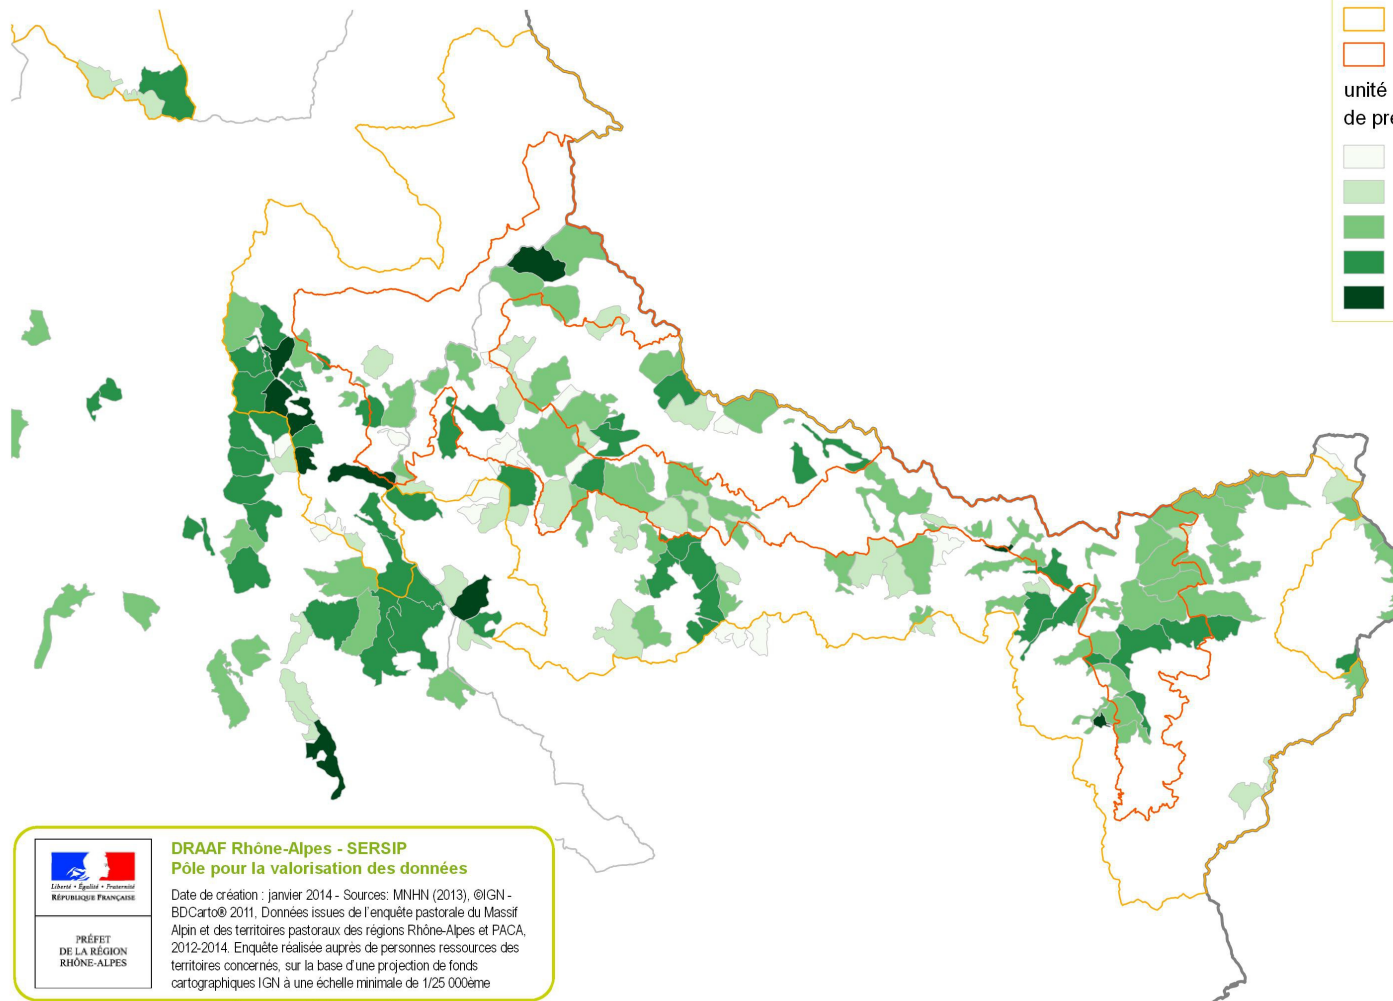 unité
de pré
DRAAF Rhône-Alpes - SERSIP
Pôle pour la valorisation des données
Date de création : janvier 2014 - Sources: MNHN (2013), ©IGN -
BDCarto® 2011, Données issues de l'enquête pastorale du Massif
Alpin et des territoires pastoraux des régions Rhône-Alpes et PACA,
2012-2014. Enquête réalisée auprès de personnes ressources des
territoires concernés, sur la base d'une projection de fonds
cartographiques IGN à une échelle minimale de 1/25 000ème
Liberté • Égalité • Fraternité
RÉPUBLIQUE FRANÇAISE
PRÉFET
DE LA RÉGION
RHÔNE-ALPES